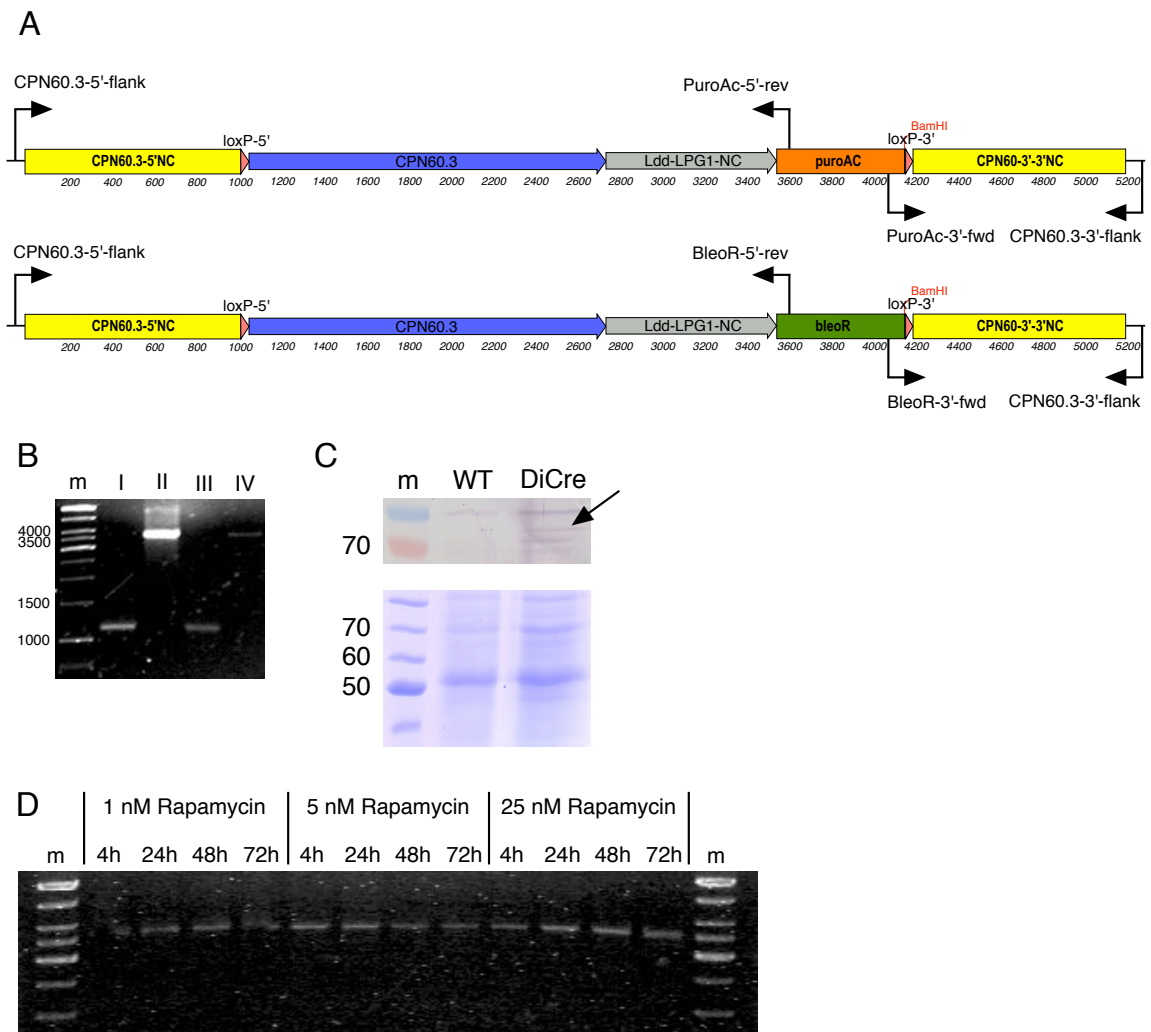 A
CPN60.3-5'-flank
PuroAc-5'-rev
BamHI
loxP-5'
loxP-3'
CPN60.3-5'NC
CPN60.3
Ldd-LPG1-NC
puroAC
CPN60-3'-3'NC
200 400 600 800 1000 1200 1400 1600 1800 2000 2200 2400 2600 2800 3000 3200 3400 3600 3800 4000 4200 4400 4600 4800 5000 5200
PuroAc-3'-fwd
CPN60.3-3'-flank
CPN60.3-5'-flank
BleoR-5'-rev
BamHI
loxP-5'
loxP-3'
CPN60.3-5'NC
CPN60.3
Ldd-LPG1-NC
bleoR
CPN60-3'-3'NC
200 400 600 800 1000 1200 1400 1600 1800 2000 2200 2400 2600 2800 3000 3200 3400 3600 3800 4000 4200 4400 4600 4800 5000 5200
BleoR-3'-fwd
CPN60.3-3'-flank
B
m I II III IV
4000
3500
1500
1000
C
m WT DiCre
70
70
60
50
D
1 nM Rapamycin 5 nM Rapamycin 25 nM Rapamycin
m 4h 24h 48h 72h 4h 24h 48h 72h 4h 24h 48h 72h m